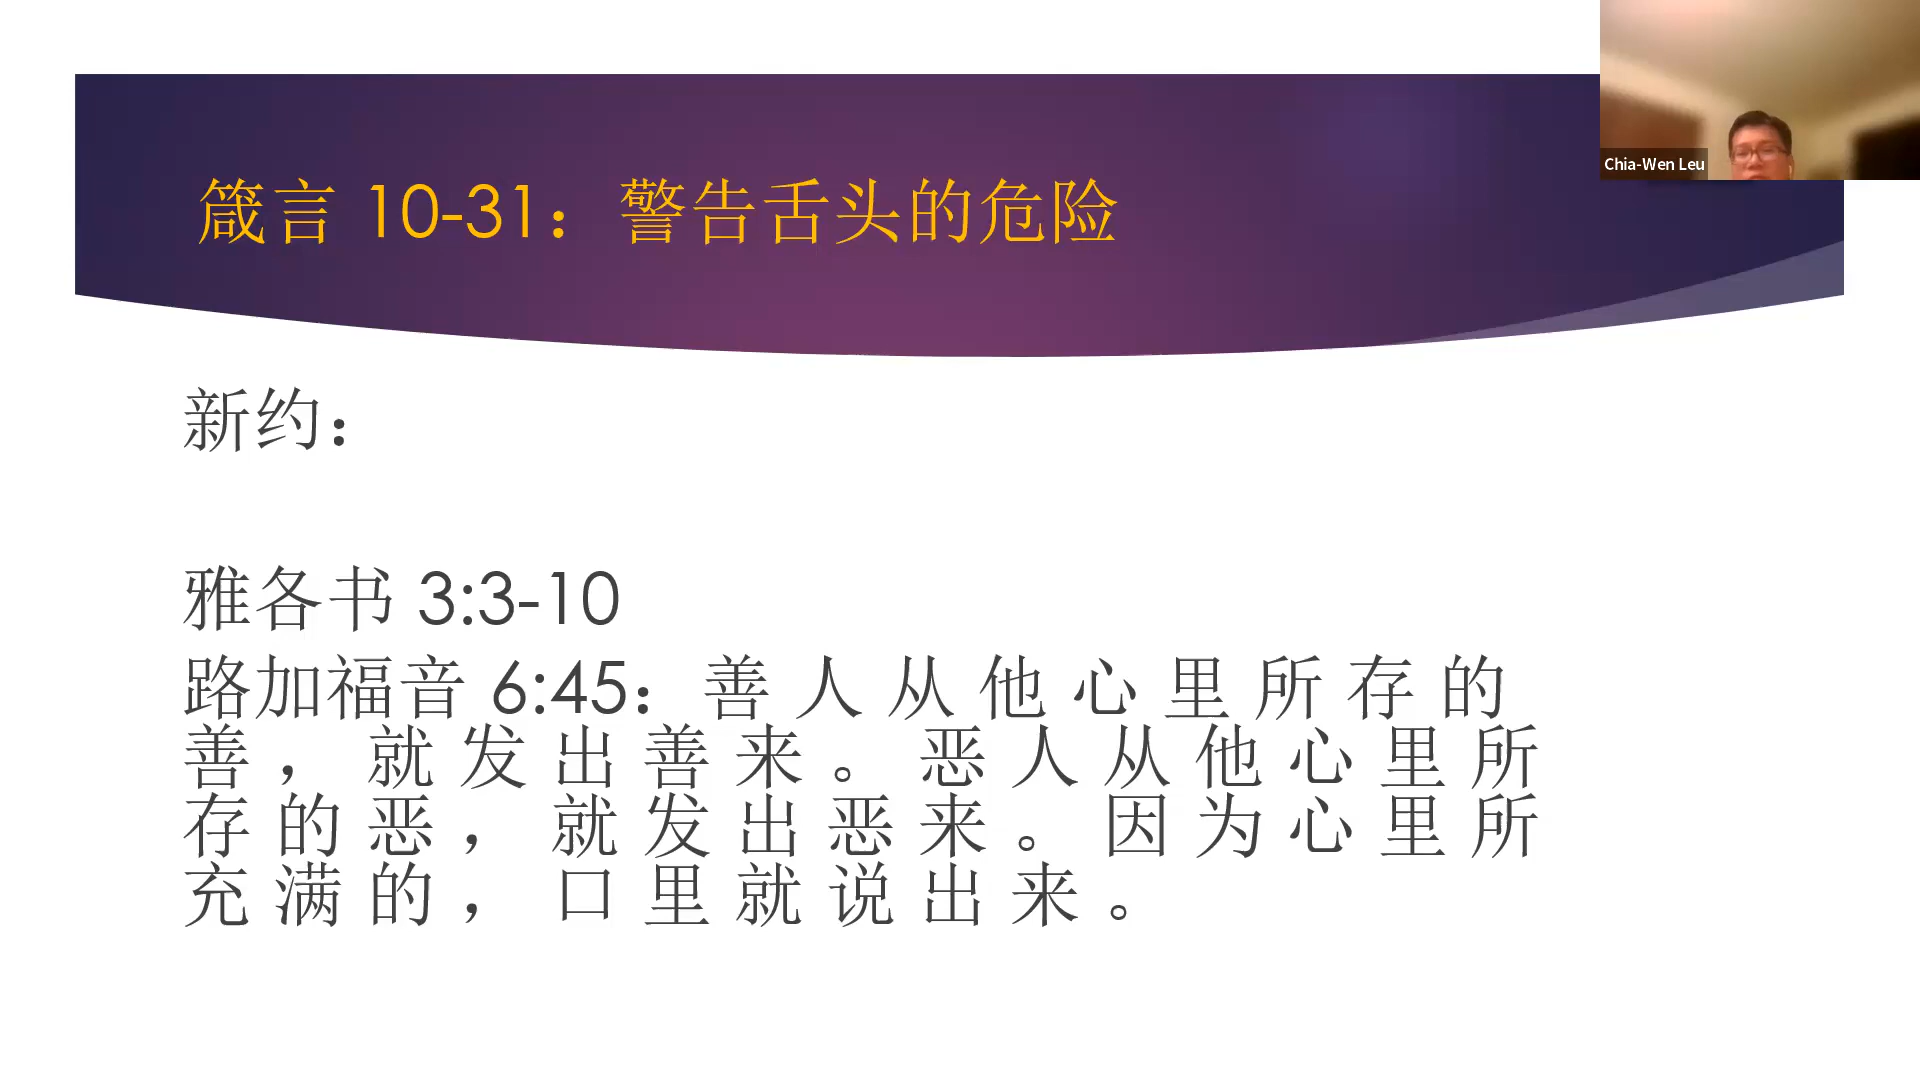 Chia-Wen Leu
箴言 10-31：警告舌头的危险
新约：
雅各书 3:3-10
路加福音 6:45：善 人 从 他 心 里 所 存 的
善 ， 就 发 出 善 来 。 恶 人 从 他 心 里 所
存 的 恶 ， 就 发 出 恶 来 。 因 为 心 里 所
充 满 的 ， 口 里 就 说 出 来 。